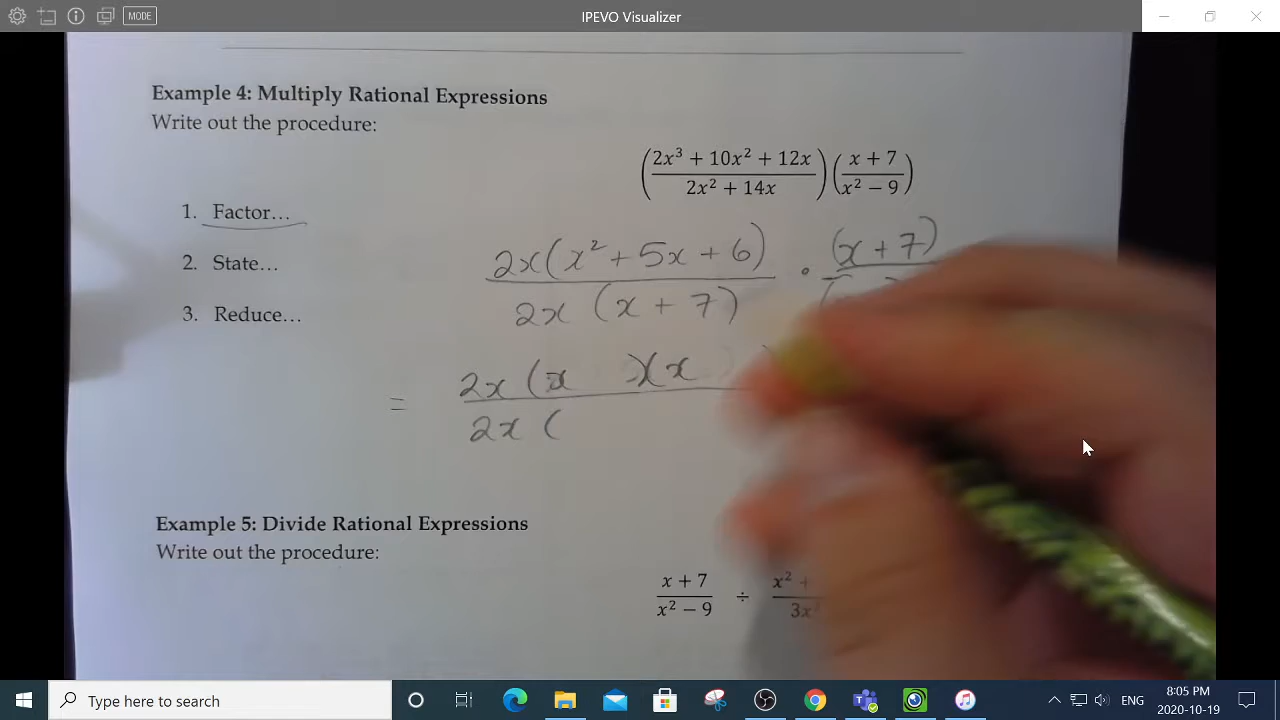 IPEVO Visualizer
MODE
Example 4: Multiply Rational Expressions
Write out the procedure:
(2x³ + 10x² + 12x / 2x² + 14x)(x + 7 / x² − 9)
1. Factor...
2. State...
3. Reduce...
2x(x² + 5x + 6) · (x + 7)
2x (x + 7) (
= 2x (x )(x )
2x (
Example 5: Divide Rational Expressions
Write out the procedure:
x + 7 ÷ x² +
x² − 9 3x
Type here to search
ENG
8:05 PM
2020-10-19